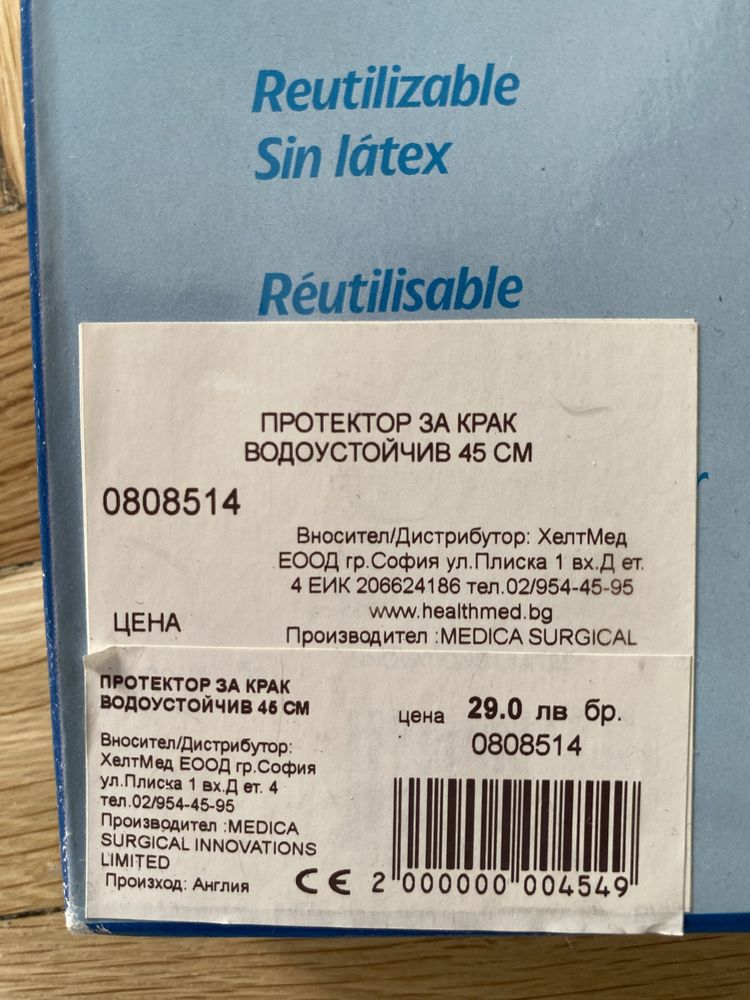 Reutilizable
Sin látex
Réutilisable
ПРОТЕКТОР ЗА КРАК
ВОДОУСТОЙЧИВ 45 СМ
0808514
Вносител/Дистрибутор: ХелтМед
ЕООД гр.София ул.Плиска 1 вх.Д ет.
4 ЕИК 206624186 тел.02/954-45-95
www.healthmed.bg
ЦЕНА
Производител :MEDICA SURGICAL
ПРОТЕКТОР ЗА КРАК
ВОДОУСТОЙЧИВ 45 СМ
Вносител/Дистрибутор:
ХелтМед ЕООД гр.София
ул.Плиска 1 вх.Д ет. 4
тел.02/954-45-95
Производител :MEDICA
SURGICAL INNOVATIONS
LIMITED
Произход: Англия
цена 29.0 лв бр.
0808514
CE 2 000000 004549